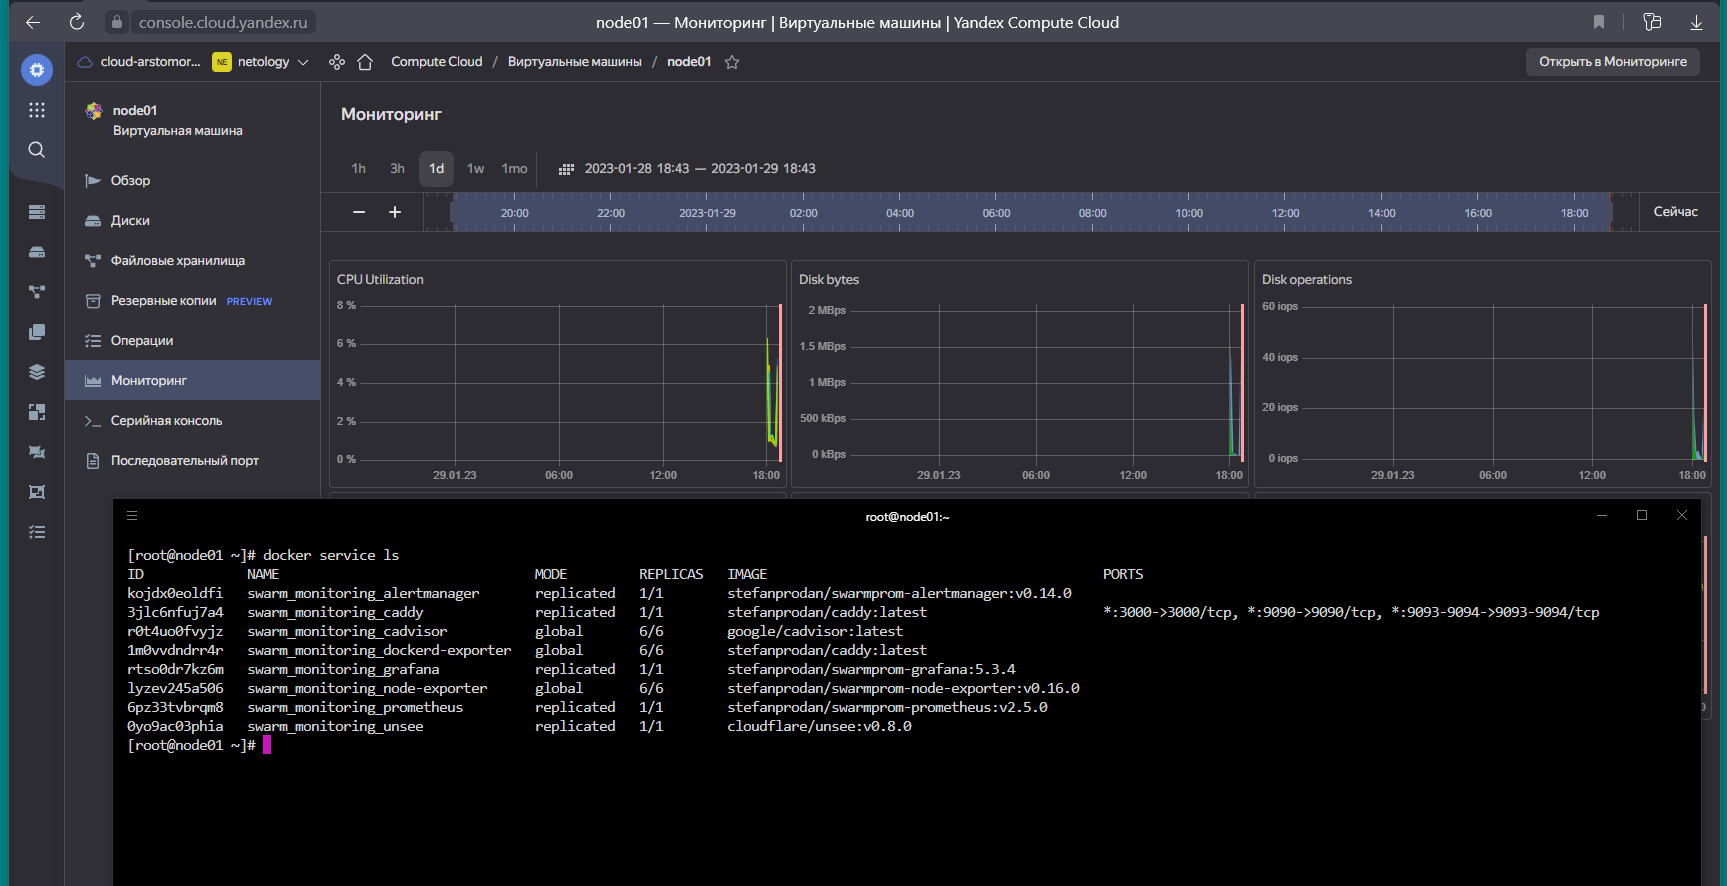 console.cloud.yandex.ru
node01 — Мониторинг | Виртуальные машины | Yandex Compute Cloud
cloud-arstomor... NE netology Compute Cloud / Виртуальные машины / node01 Открыть в Мониторинге
node01
Виртуальная машина
Обзор
Диски
Файловые хранилища
Резервные копии PREVIEW
Операции
Мониторинг
Серийная консоль
Последовательный порт
Мониторинг
1h 3h 1d 1w 1mo 2023-01-28 18:43 — 2023-01-29 18:43
− + 20:00 22:00 2023-01-29 02:00 04:00 06:00 08:00 10:00 12:00 14:00 16:00 18:00 Сейчас
CPU Utilization
8 %
6 %
4 %
2 %
0 %
29.01.23 06:00 12:00 18:00
Disk bytes
2 MBps
1.5 MBps
1 MBps
500 kBps
0 kBps
29.01.23 06:00 12:00 18:00
Disk operations
60 iops
40 iops
20 iops
0 iops
29.01.23 06:00 12:00 18:00
root@node01:~
[root@node01 ~]# docker service ls
ID NAME MODE REPLICAS IMAGE PORTS
kojdx0eoldfi swarm_monitoring_alertmanager replicated 1/1 stefanprodan/swarmprom-alertmanager:v0.14.0
3jlc6nfuj7a4 swarm_monitoring_caddy replicated 1/1 stefanprodan/caddy:latest *:3000->3000/tcp, *:9090->9090/tcp, *:9093-9094->9093-9094/tcp
r0t4uo0fvyjz swarm_monitoring_cadvisor global 6/6 google/cadvisor:latest
1m0vvdndrr4r swarm_monitoring_dockerd-exporter global 6/6 stefanprodan/caddy:latest
rtso0dr7kz6m swarm_monitoring_grafana replicated 1/1 stefanprodan/swarmprom-grafana:5.3.4
lyzev245a506 swarm_monitoring_node-exporter global 6/6 stefanprodan/swarmprom-node-exporter:v0.16.0
6pz33tvbrqm8 swarm_monitoring_prometheus replicated 1/1 stefanprodan/swarmprom-prometheus:v2.5.0
0yo9ac03phia swarm_monitoring_unsee replicated 1/1 cloudflare/unsee:v0.8.0
[root@node01 ~]#